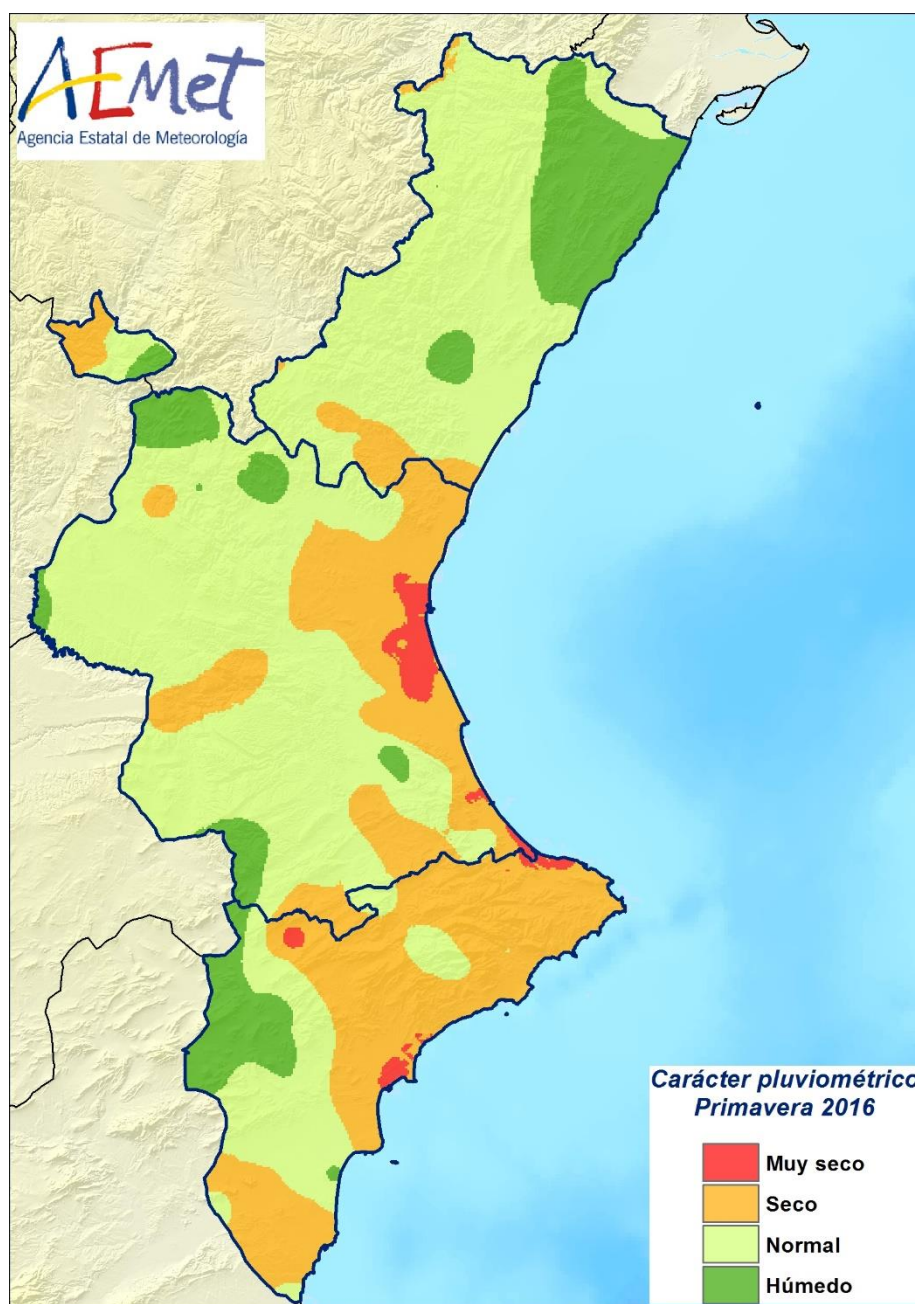 AEMet
Agencia Estatal de Meteorología
Carácter pluviométrico
Primavera 2016
Muy seco
Seco
Normal
Húmedo